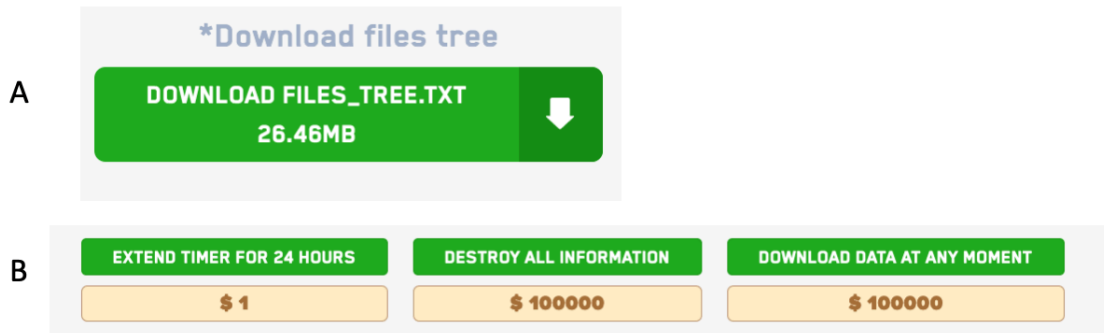 A
*Download files tree
DOWNLOAD FILES_TREE.TXT
26.46MB
B
EXTEND TIMER FOR 24 HOURS
DESTROY ALL INFORMATION
DOWNLOAD DATA AT ANY MOMENT
$ 1
$ 100000
$ 100000